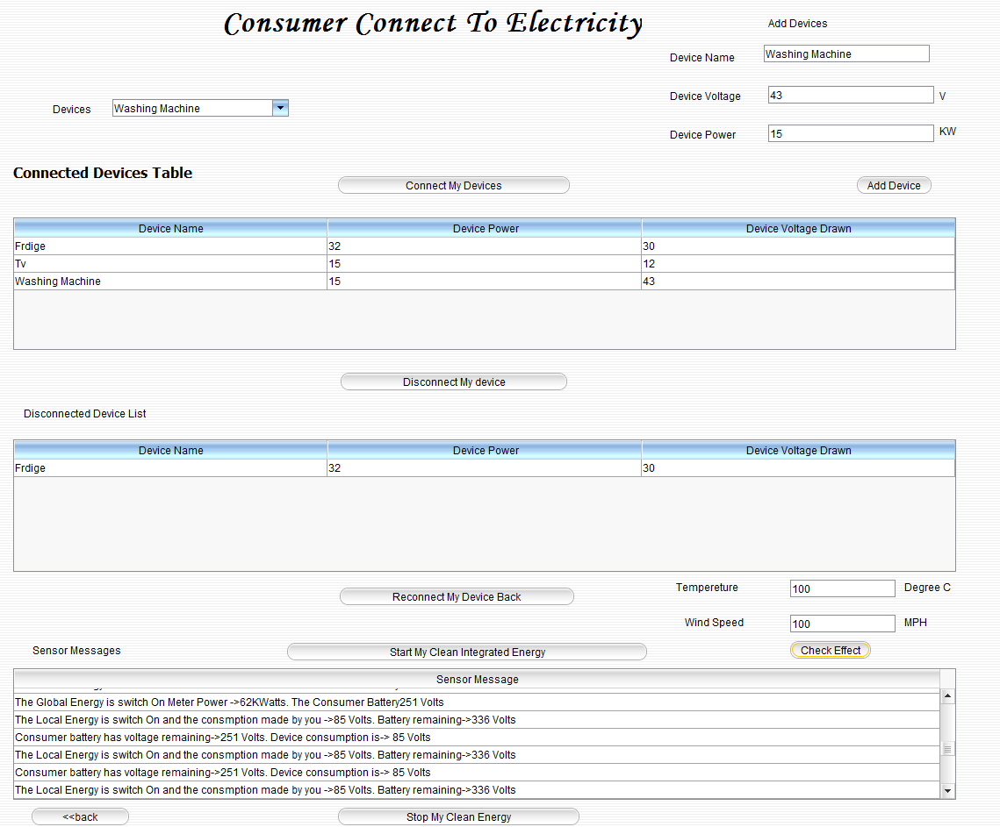 Consumer Connect To Electricity
Add Devices
Device Name Washing Machine
Devices Washing Machine
Device Voltage 43 V
Device Power 15 KW
Connected Devices Table
Connect My Devices
Add Device
Device Name Device Power Device Voltage Drawn
Frdige 32 30
Tv 15 12
Washing Machine 15 43
Disconnect My device
Disconnected Device List
Device Name Device Power Device Voltage Drawn
Frdige 32 30
Tempereture 100 Degree C
Reconnect My Device Back
Wind Speed 100 MPH
Sensor Messages
Start My Clean Integrated Energy
Check Effect
Sensor Message
The Global Energy is switch On Meter Power ->62KWatts. The Consumer Battery251 Volts
The Local Energy is switch On and the consmption made by you ->85 Volts. Battery remaining->336 Volts
Consumer battery has voltage remaining->251 Volts. Device consumption is-> 85 Volts
The Local Energy is switch On and the consmption made by you ->85 Volts. Battery remaining->336 Volts
Consumer battery has voltage remaining->251 Volts. Device consumption is-> 85 Volts
The Local Energy is switch On and the consmption made by you ->85 Volts. Battery remaining->336 Volts
<<back
Stop My Clean Energy